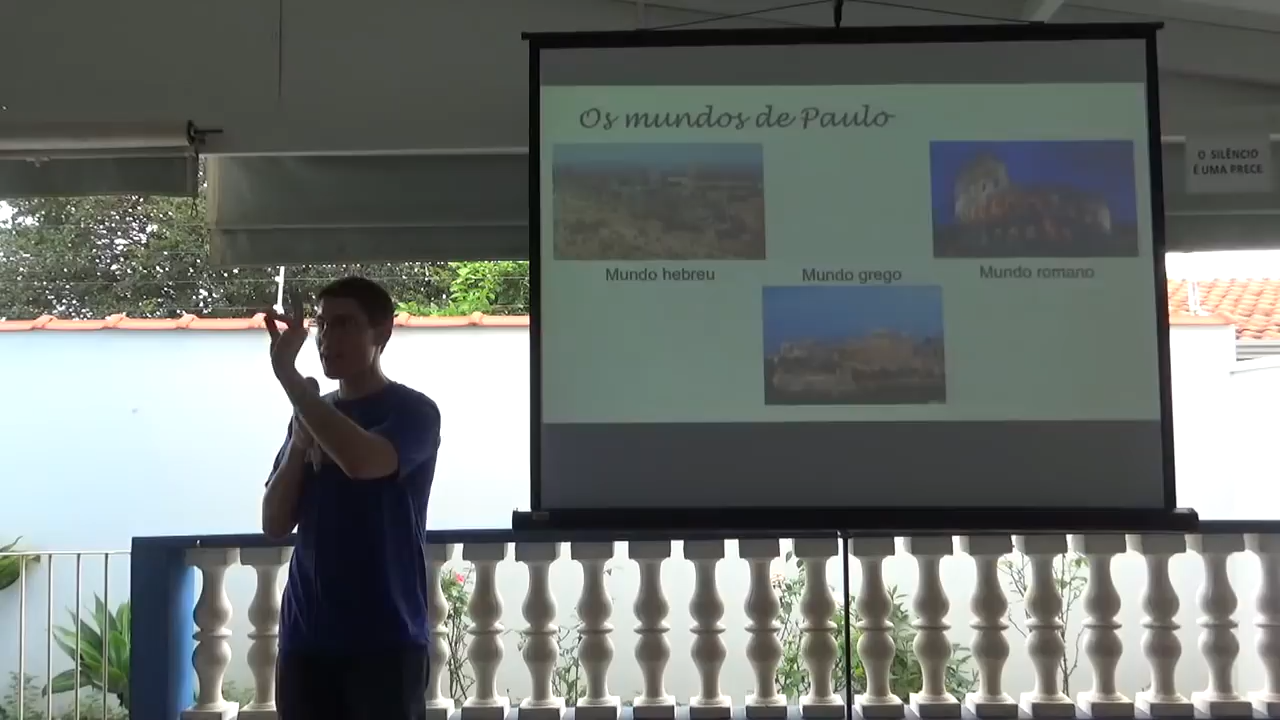 Os mundos de Paulo
Mundo hebreu
Mundo grego
Mundo romano
O SILÊNCIO
É UMA PRECE